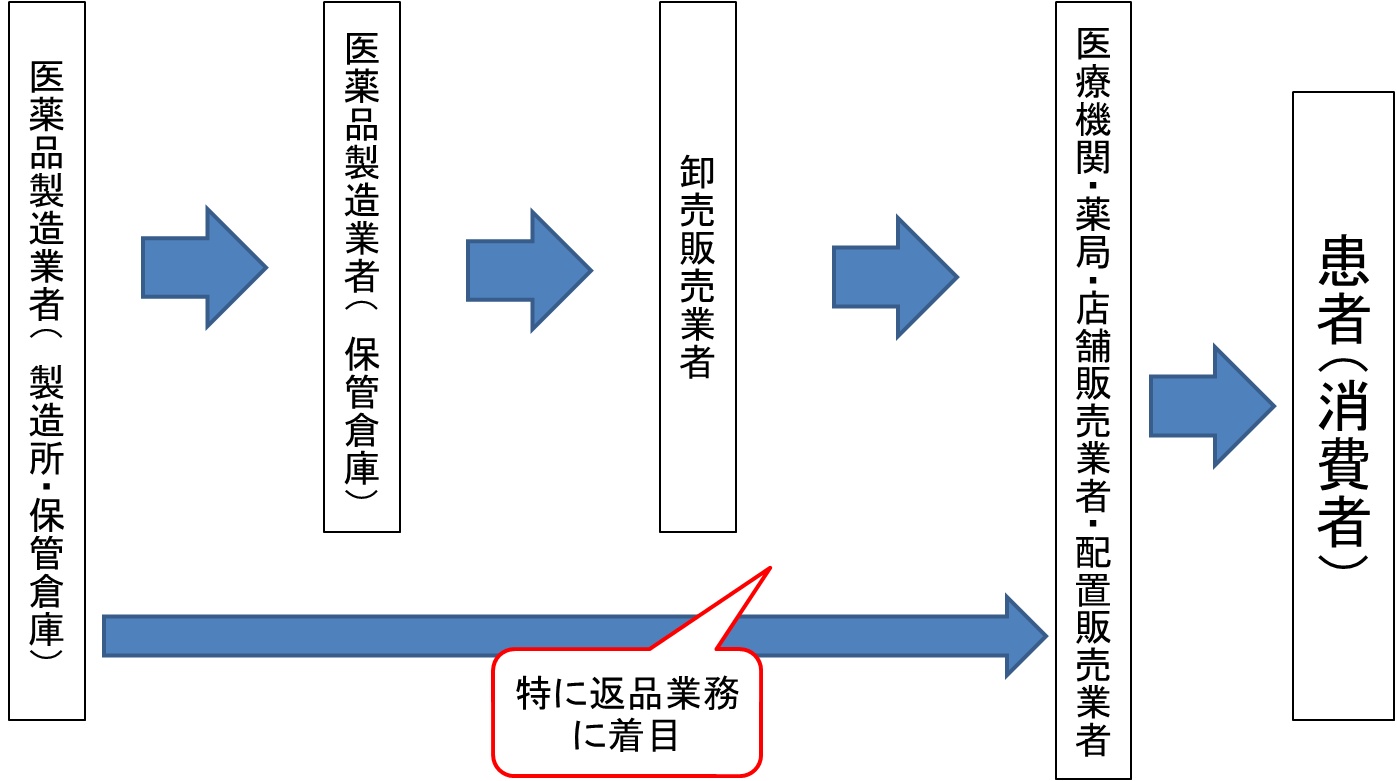 医薬品製造業者（製造所・保管倉庫）
医薬品製造業者（保管倉庫）
卸売販売業者
医療機関・薬局・店舗販売業者・配置販売業者
患者（消費者）
特に返品業務
に着目